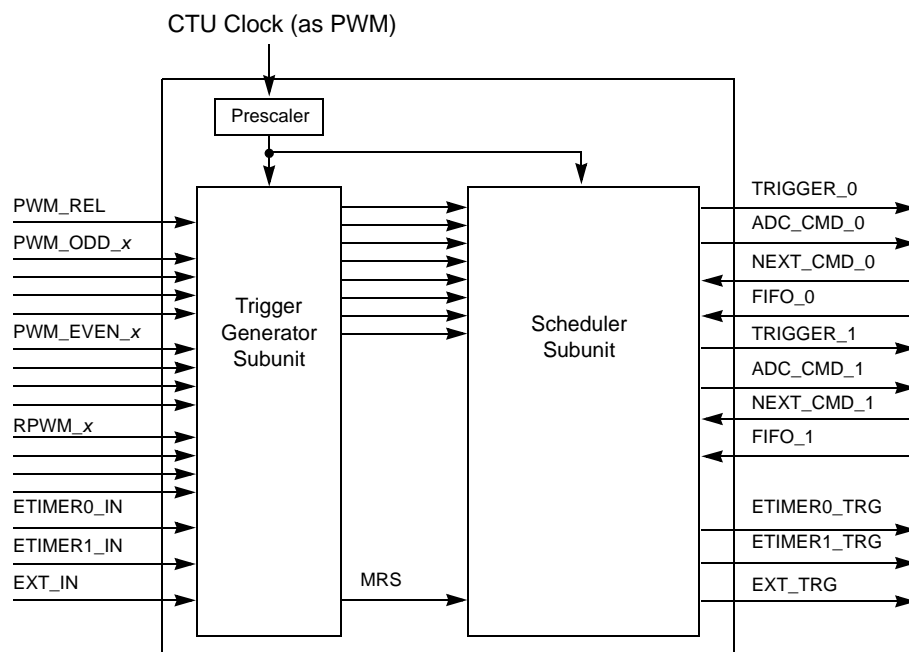 CTU Clock (as PWM)
Prescaler
PWM_REL
PWM_ODD_x
PWM_EVEN_x
RPWM_x
ETIMER0_IN
ETIMER1_IN
EXT_IN
Trigger
Generator
Subunit
MRS
Scheduler
Subunit
TRIGGER_0
ADC_CMD_0
NEXT_CMD_0
FIFO_0
TRIGGER_1
ADC_CMD_1
NEXT_CMD_1
FIFO_1
ETIMER0_TRG
ETIMER1_TRG
EXT_TRG